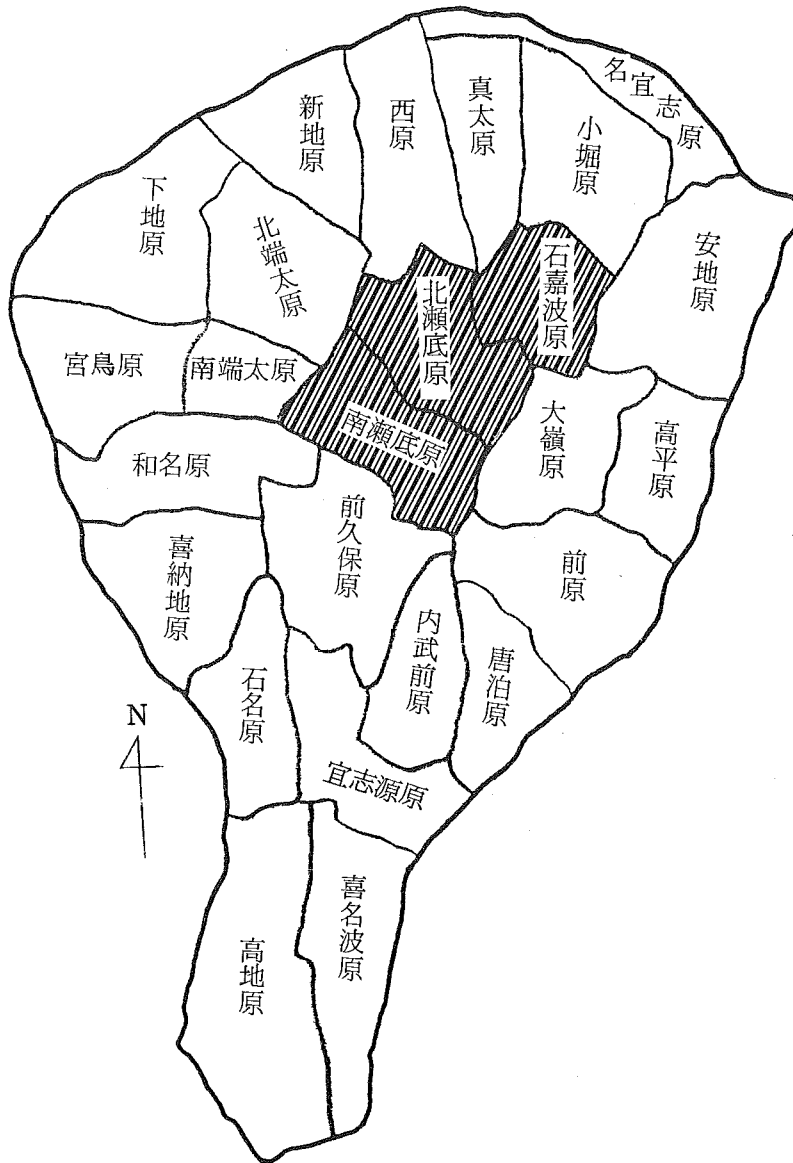 名宜志原
真太原
西原
新地原
小堀原
下地原
北端太原
安地原
石嘉波原
北瀬底原
宮鳥原
南端太原
南瀬底原
大嶺原
高平原
和名原
前久保原
喜納地原
前原
内武前原
唐泊原
石名原
N
宜志源原
喜名波原
高地原